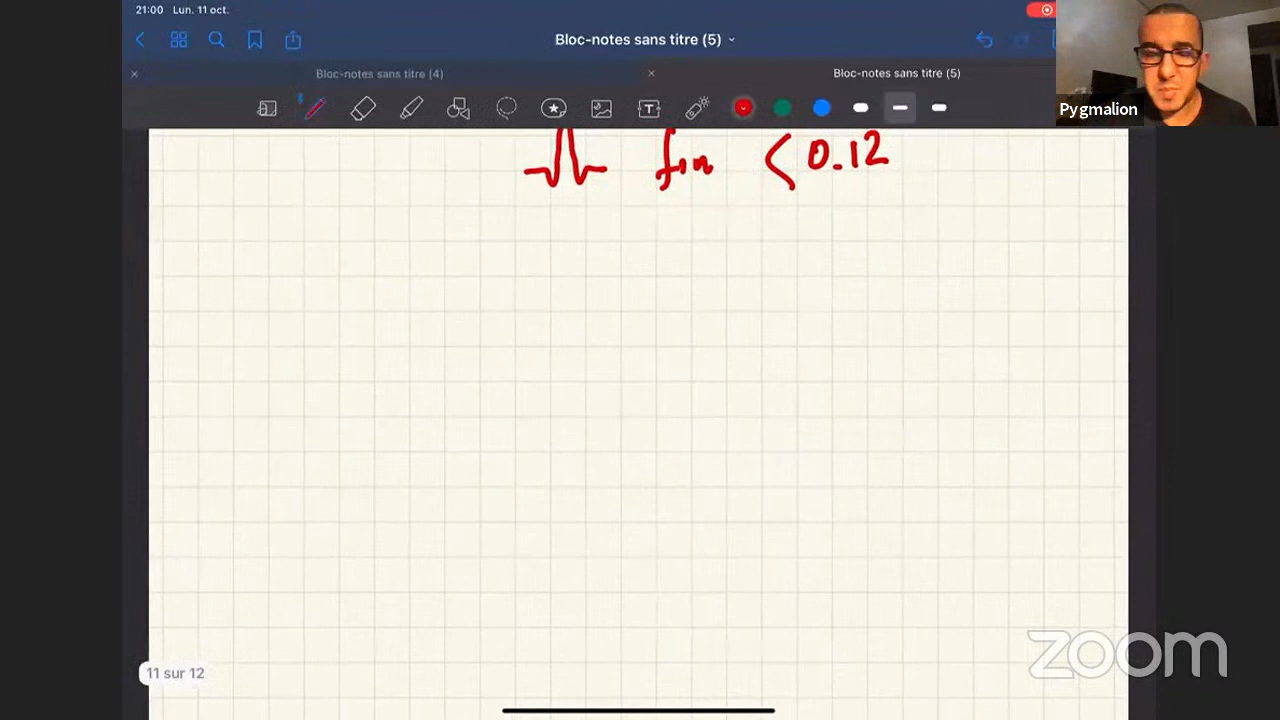 21:00 Lun. 11 oct.
Bloc-notes sans titre (5)
Bloc-notes sans titre (4)
Bloc-notes sans titre (5)
T
Pygmalion
fin < 0.12
11 sur 12
zoom